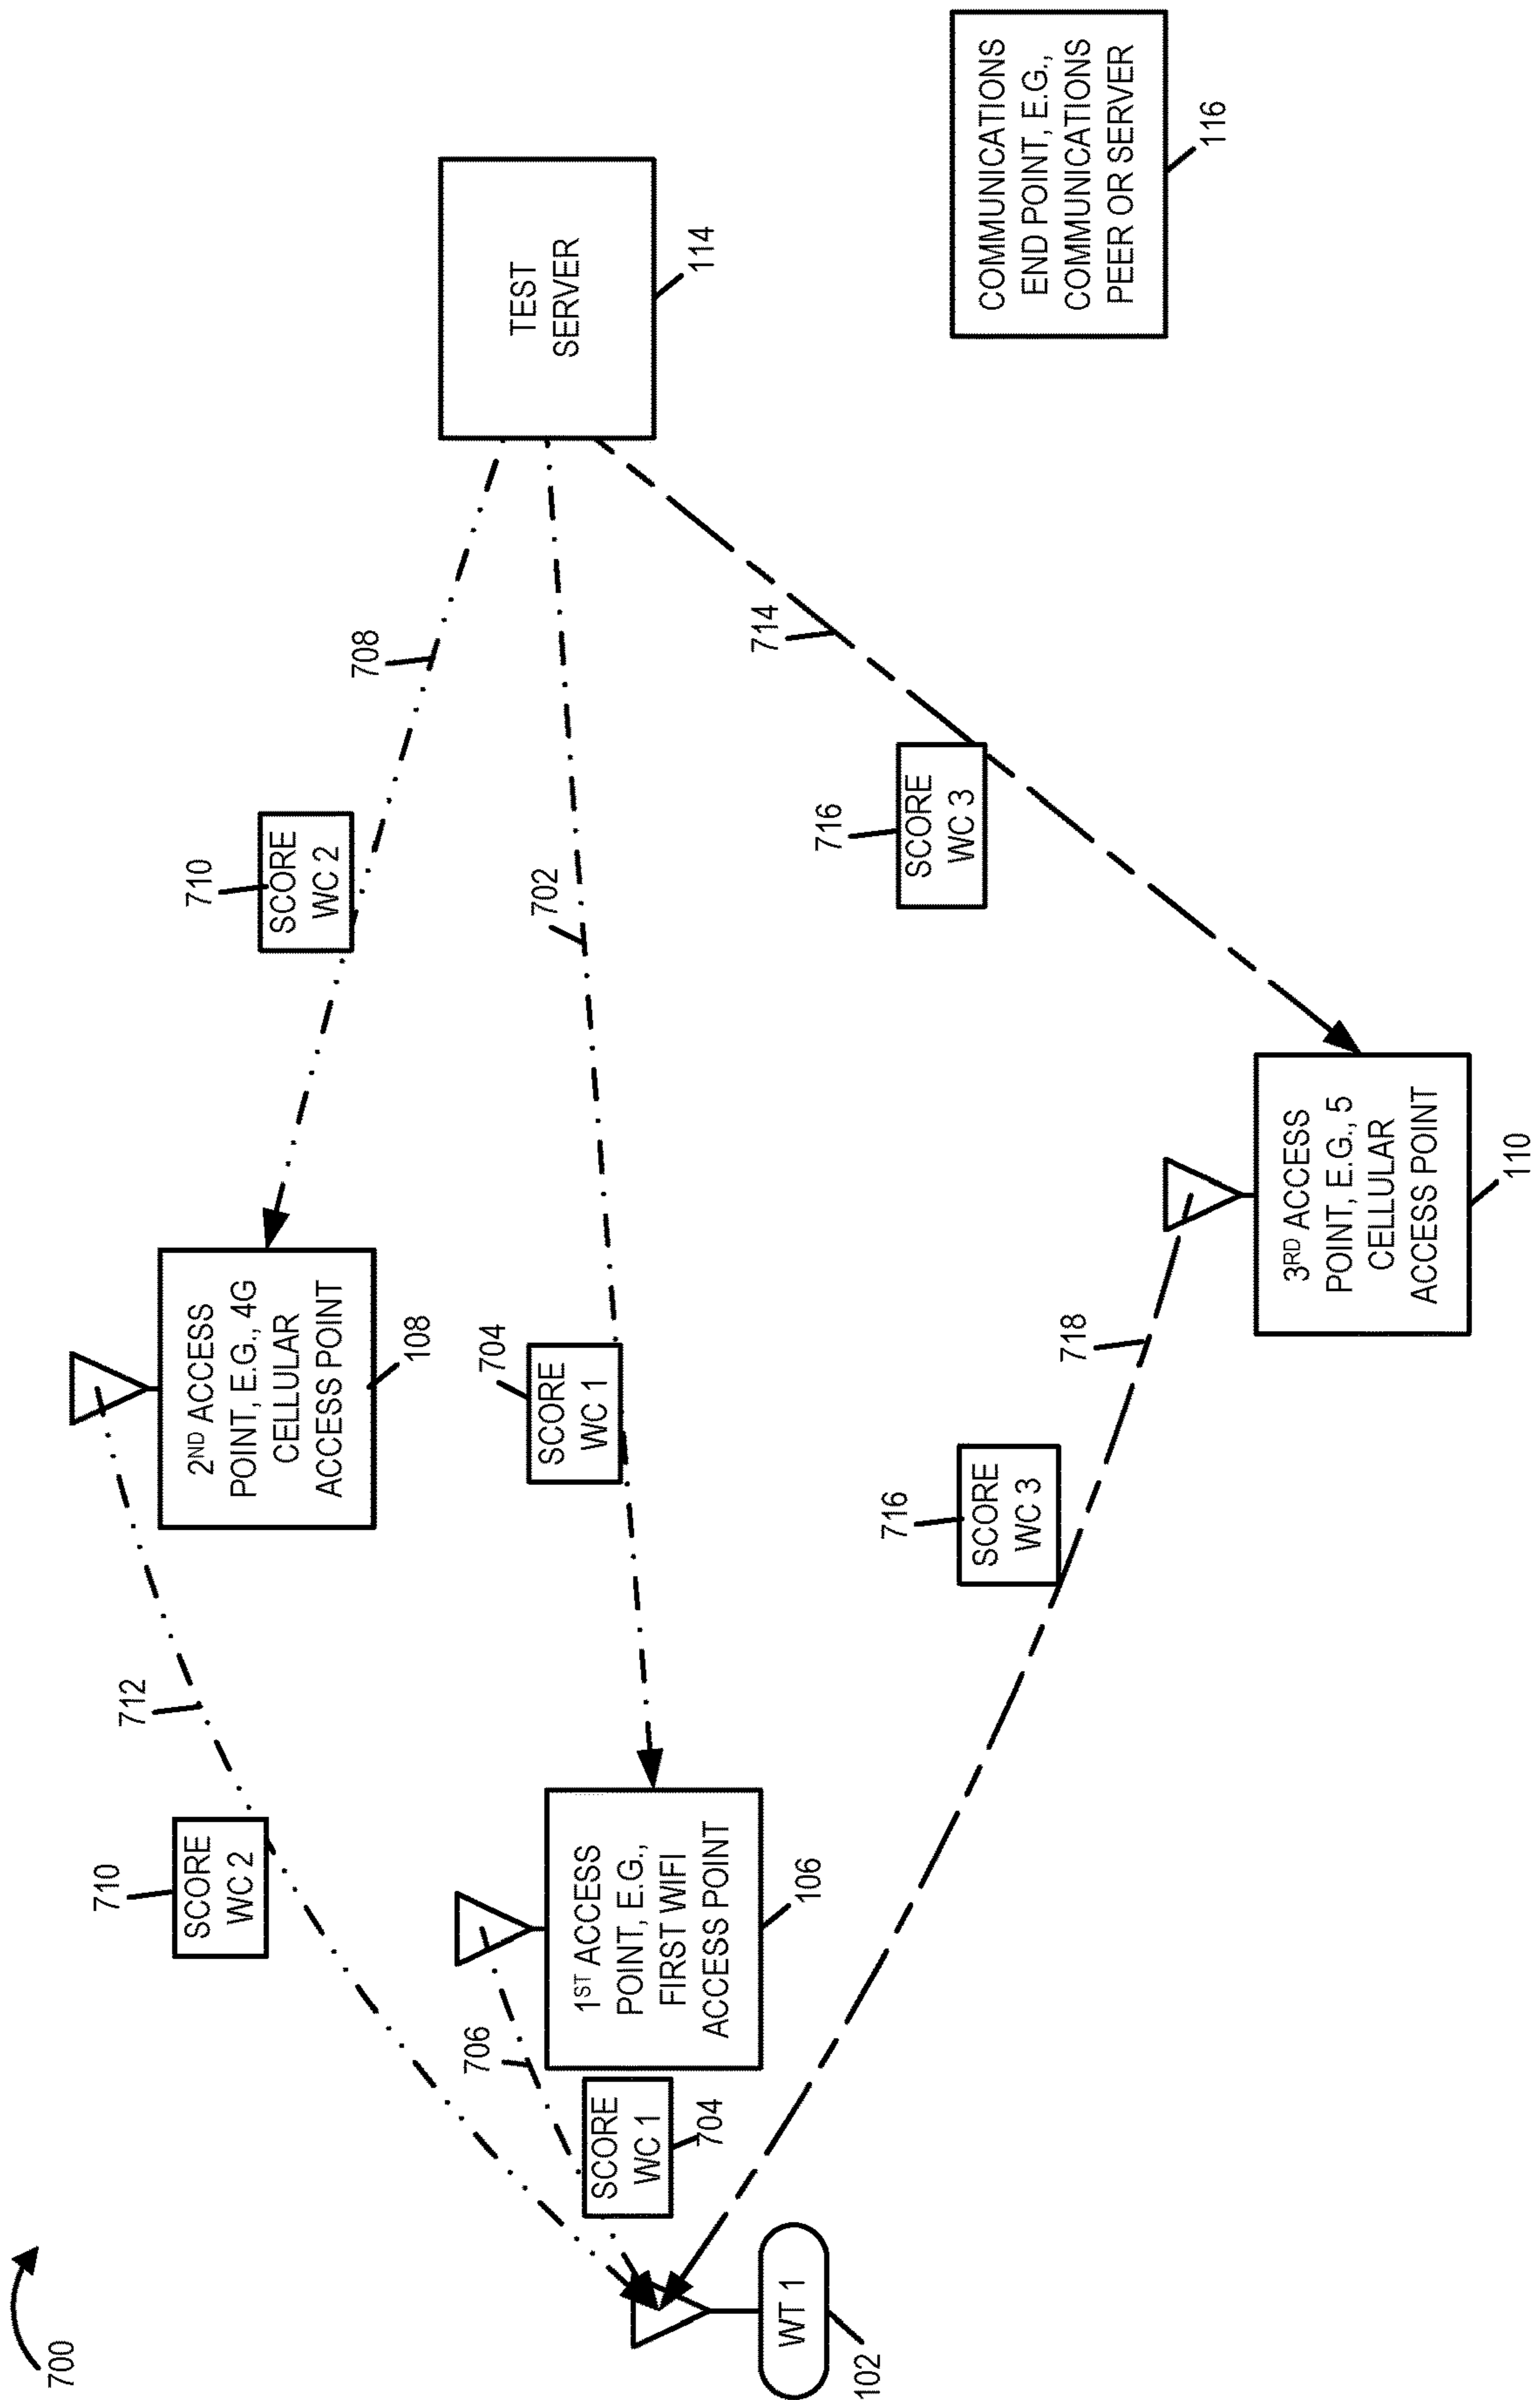 700
712
710
SCORE
WC 2
2ND ACCESS
POINT, E.G., 4G
CELLULAR
ACCESS POINT
108
710
SCORE
WC 2
708
TEST
SERVER
114
706
SCORE
WC 1
704
1ST ACCESS
POINT, E.G.,
FIRST WIFI
ACCESS POINT
106
704
SCORE
WC 1
702
WT 1
102
716
SCORE
WC 3
718
716
SCORE
WC 3
714
COMMUNICATIONS
END POINT, E.G.,
COMMUNICATIONS
PEER OR SERVER
116
3RD ACCESS
POINT, E.G., 5
CELLULAR
ACCESS POINT
110